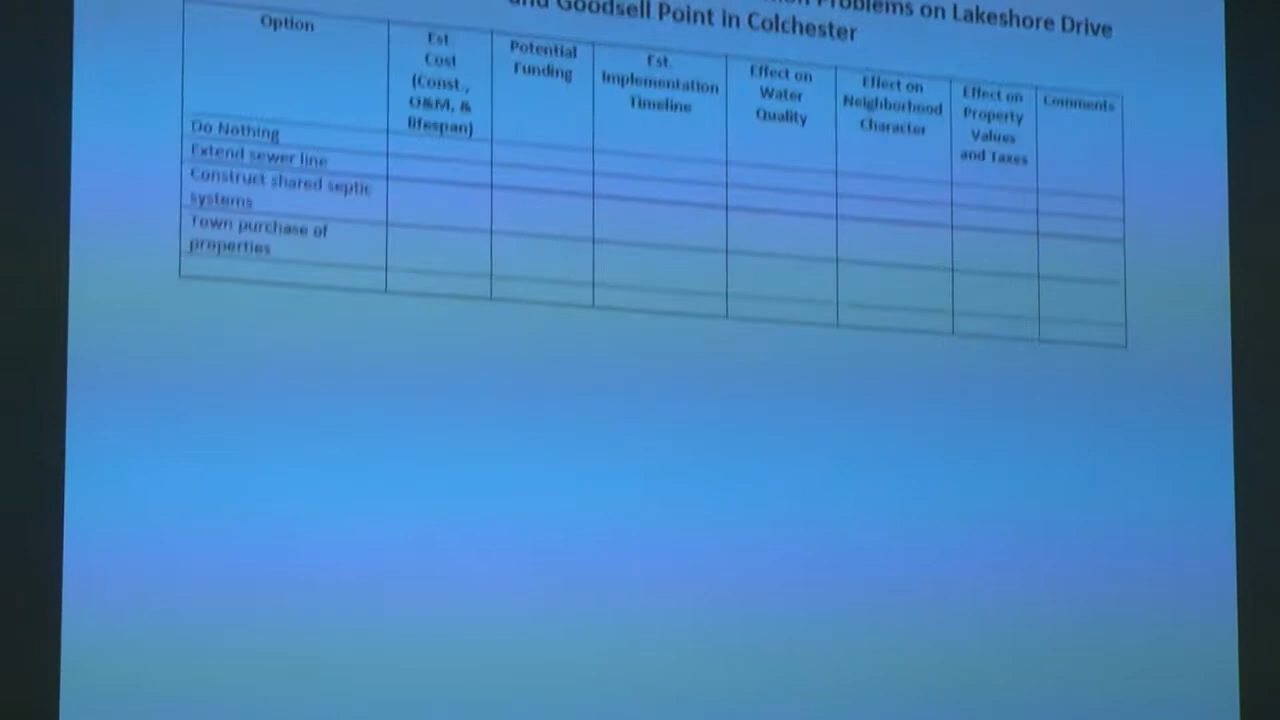 Problems on Lakeshore Drive
and Goodsell Point in Colchester
Option
Est
Cost
(Const.,
O&M, &
lifespan)
Potential
Funding
Est.
Implementation
Timeline
Effect on
Water
Quality
Effect on
Neighborhood
Character
Effect on
Property
Values
and Taxes
Comments
Do Nothing
Extend sewer line
Construct shared septic
systems
Town purchase of
properties